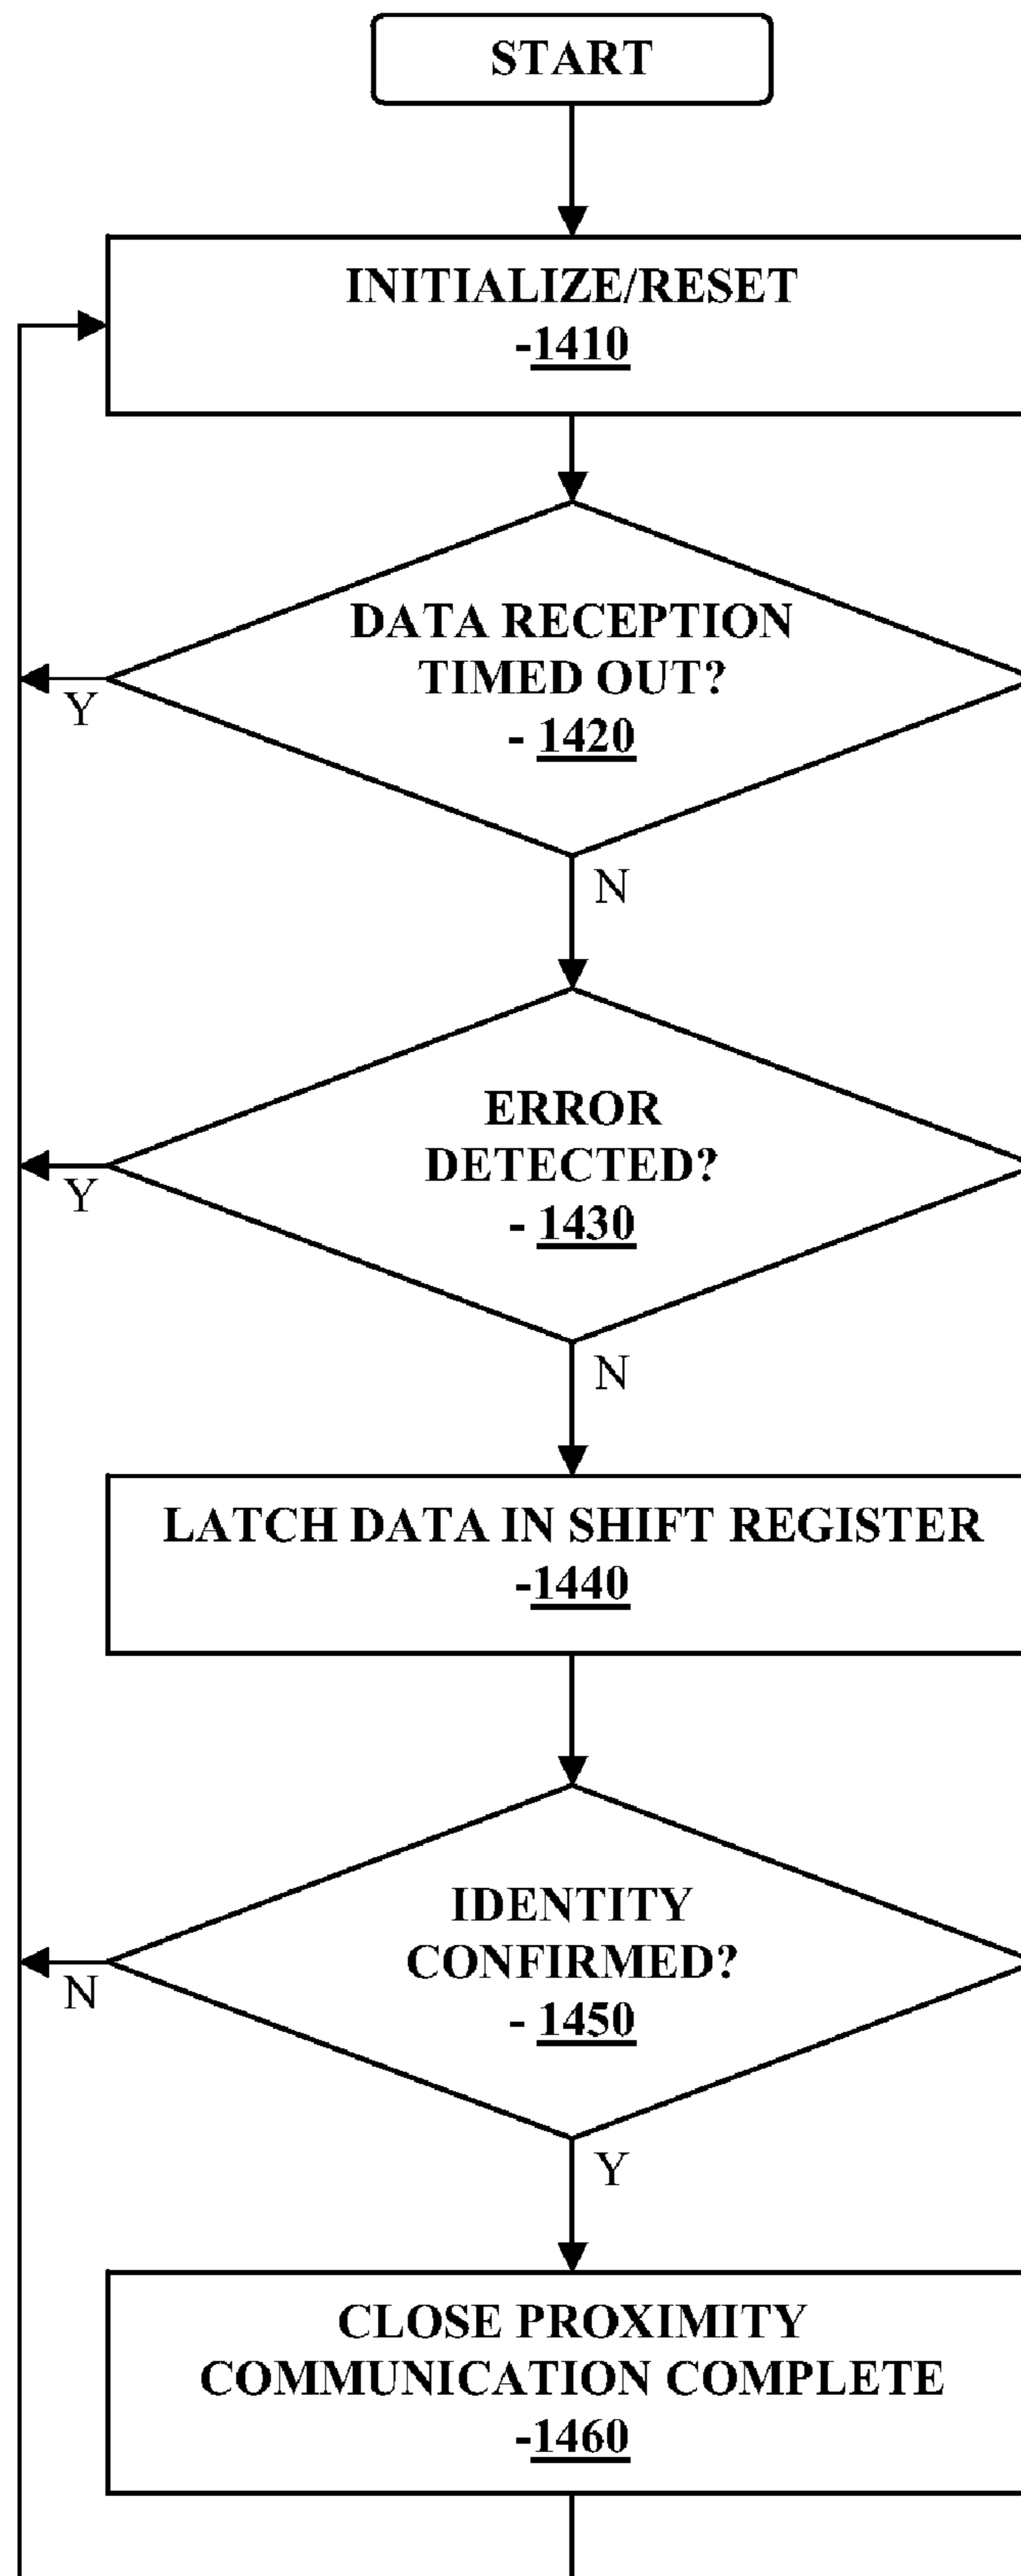 START
INITIALIZE/RESET
-1410
DATA RECEPTION
TIMED OUT?
- 1420
Y
N
ERROR
DETECTED?
- 1430
Y
N
LATCH DATA IN SHIFT REGISTER
-1440
IDENTITY
CONFIRMED?
- 1450
N
Y
CLOSE PROXIMITY
COMMUNICATION COMPLETE
-1460